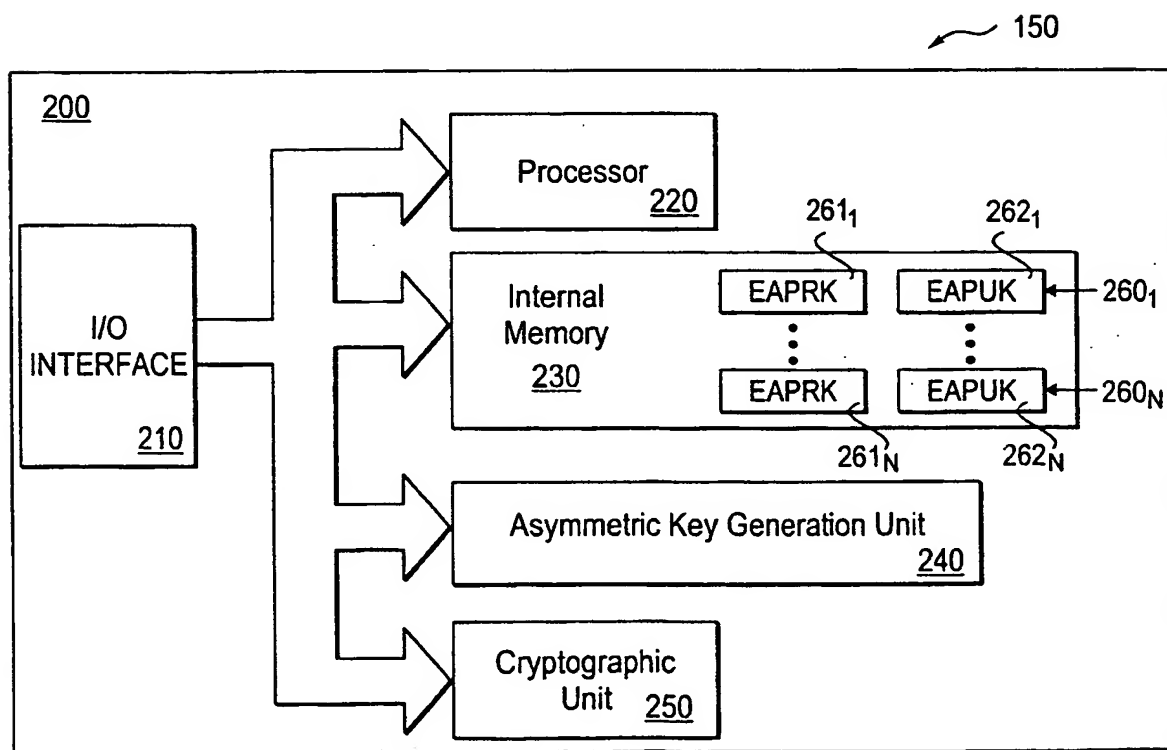 150
200
Processor
220
261₁
262₁
I/O
INTERFACE
210
Internal
Memory
230
EAPRK
EAPUK
260₁
EAPRK
EAPUK
260N
261N
262N
Asymmetric Key Generation Unit
240
Cryptographic
Unit
250